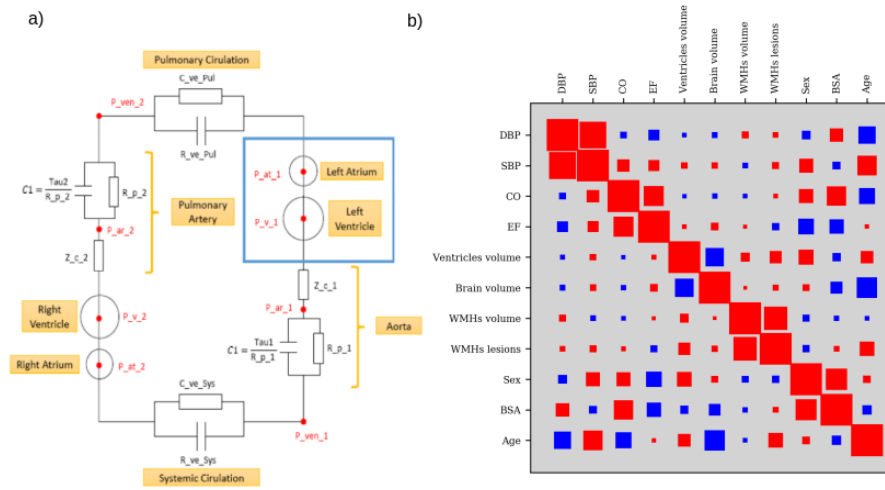 a)
Pulmonary Cirulation
C_ve_Pul
P_ven_2
R_ve_Pul
C1 = Tau2
R_p_2
R_p_2
Pulmonary
Artery
P_at_1
Left Atrium
P_v_1
Left
Ventricle
P_ar_2
Z_c_2
Z_c_1
P_ar_1
Right
Ventricle
P_v_2
Aorta
C1 = Tau1
R_p_1
R_p_1
Right Atrium
P_at_2
C_ve_Sys
P_ven_1
R_ve_Sys
Systemic Cirulation
b)
DBP
SBP
CO
EF
Ventricles volume
Brain volume
WMHs volume
WMHs lesions
Sex
BSA
Age
DBP
SBP
CO
EF
Ventricles volume
Brain volume
WMHs volume
WMHs lesions
Sex
BSA
Age